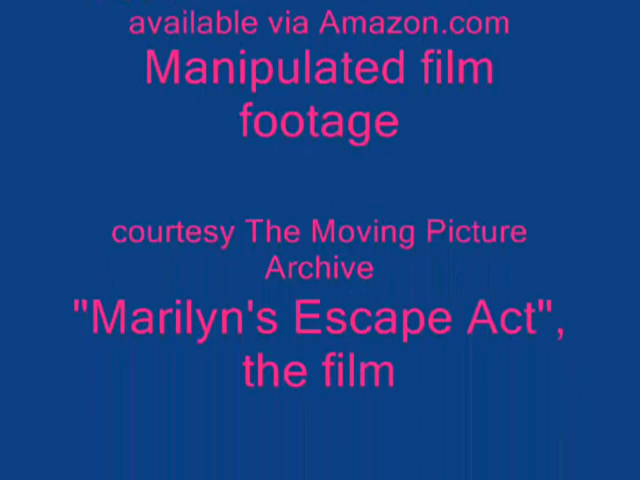 available via Amazon.com
Manipulated film
footage
courtesy The Moving Picture
Archive
"Marilyn's Escape Act",
the film